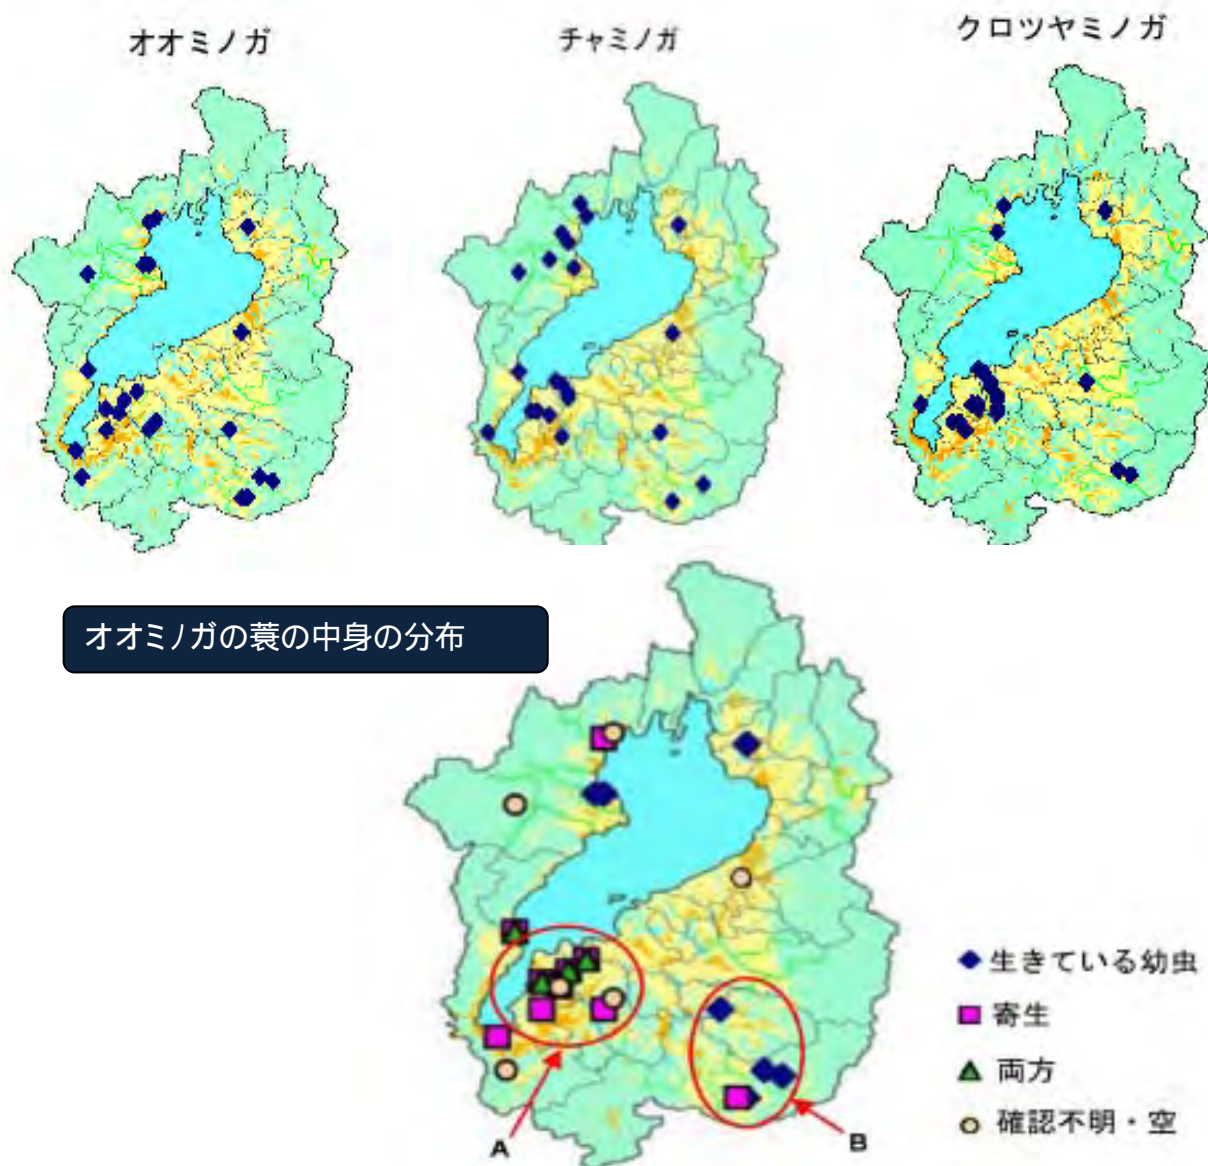 オオミノガ
チャミノガ
クロツヤミノガ
オオミノガの蓑の中身の分布
生きている幼虫
寄生
両方
確認不明・空
A
B